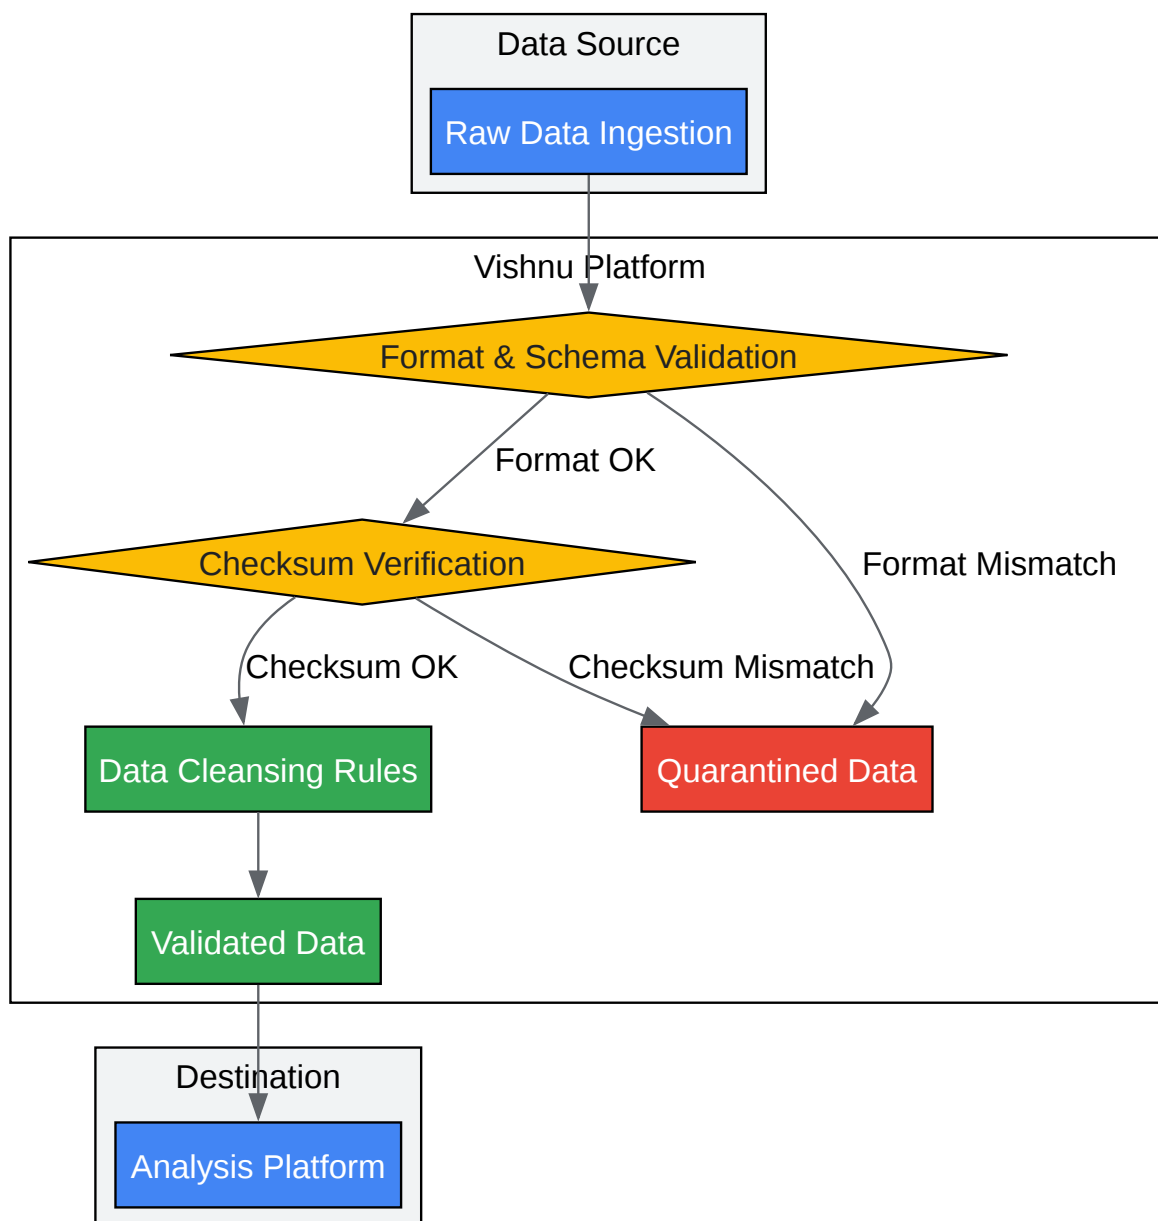 Data Source
Raw Data Ingestion
Vishnu Platform
Format & Schema Validation
Format OK
Checksum Verification
Format Mismatch
Checksum OK
Checksum Mismatch
Data Cleansing Rules
Quarantined Data
Validated Data
Destination
Analysis Platform